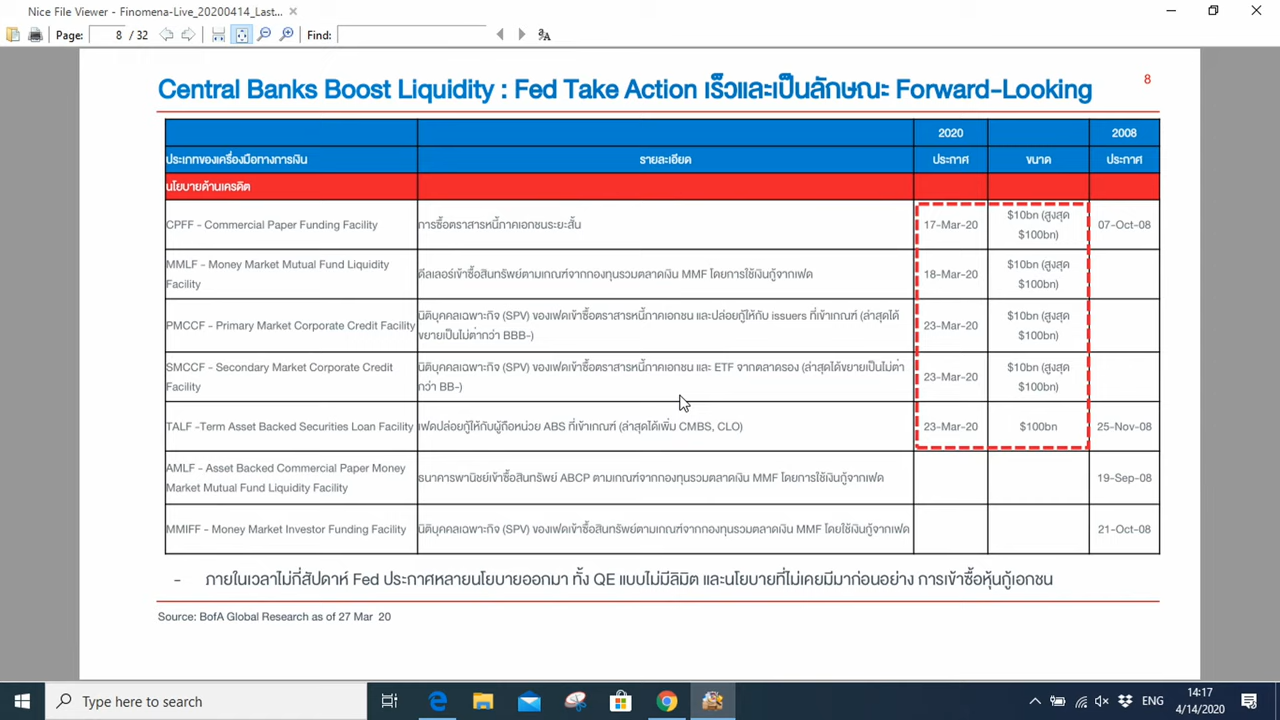 Nice File Viewer - Finomena-Live_20200414_Last...
Page: 8 / 32 Find:
8
Central Banks Boost Liquidity : Fed Take Action เร็วและเป็นลักษณะ Forward-Looking
2020 2008
ประเภทของเครื่องมือทางการเงิน รายละเอียด ประกาศ ขนาด ประกาศ
นโยบายด้านเครดิต
CPFF - Commercial Paper Funding Facility การซื้อตราสารหนี้ภาคเอกชนระยะสั้น 17-Mar-20 $10bn (สูงสุด
$100bn) 07-Oct-08
MMLF - Money Market Mutual Fund Liquidity
Facility ดีลเลอร์เข้าซื้อสินทรัพย์ตามเกณฑ์จากกองทุนรวมตลาดเงิน MMF โดยการใช้เงินกู้จากเฟด 18-Mar-20 $10bn (สูงสุด
$100bn)
PMCCF - Primary Market Corporate Credit Facility นิติบุคคลเฉพาะกิจ (SPV) ของเฟดเข้าซื้อตราสารหนี้ภาคเอกชน และปล่อยกู้ให้กับ issuers ที่เข้าเกณฑ์ (ล่าสุดได้
ขยายเป็นไม่ต่ำกว่า BBB-) 23-Mar-20 $10bn (สูงสุด
$100bn)
SMCCF - Secondary Market Corporate Credit
Facility นิติบุคคลเฉพาะกิจ (SPV) ของเฟดเข้าซื้อตราสารหนี้ภาคเอกชน และ ETF จากตลาดรอง (ล่าสุดได้ขยายเป็นไม่ต่ำ
กว่า BB-) 23-Mar-20 $10bn (สูงสุด
$100bn)
TALF -Term Asset Backed Securities Loan Facility เฟดปล่อยกู้ให้กับผู้ถือหน่วย ABS ที่เข้าเกณฑ์ (ล่าสุดได้เพิ่ม CMBS, CLO) 23-Mar-20 $100bn 25-Nov-08
AMLF - Asset Backed Commercial Paper Money
Market Mutual Fund Liquidity Facility ธนาคารพานิชย์เข้าซื้อสินทรัพย์ ABCP ตามเกณฑ์จากกองทุนรวมตลาดเงิน MMF โดยการใช้เงินกู้จากเฟด 19-Sep-08
MMIFF - Money Market Investor Funding Facility นิติบุคคลเฉพาะกิจ (SPV) ของเฟดเข้าซื้อสินทรัพย์ตามเกณฑ์จากกองทุนรวมตลาดเงิน MMF โดยใช้เงินกู้จากเฟด 21-Oct-08
- ภายในเวลาไม่กี่สัปดาห์ Fed ประกาศหลายนโยบายออกมา ทั้ง QE แบบไม่มีลิมิต และนโยบายที่ไม่เคยมีมาก่อนอย่าง การเข้าซื้อหุ้นกู้เอกชน
Source: BofA Global Research as of 27 Mar 20
Type here to search
ENG
14:17
4/14/2020